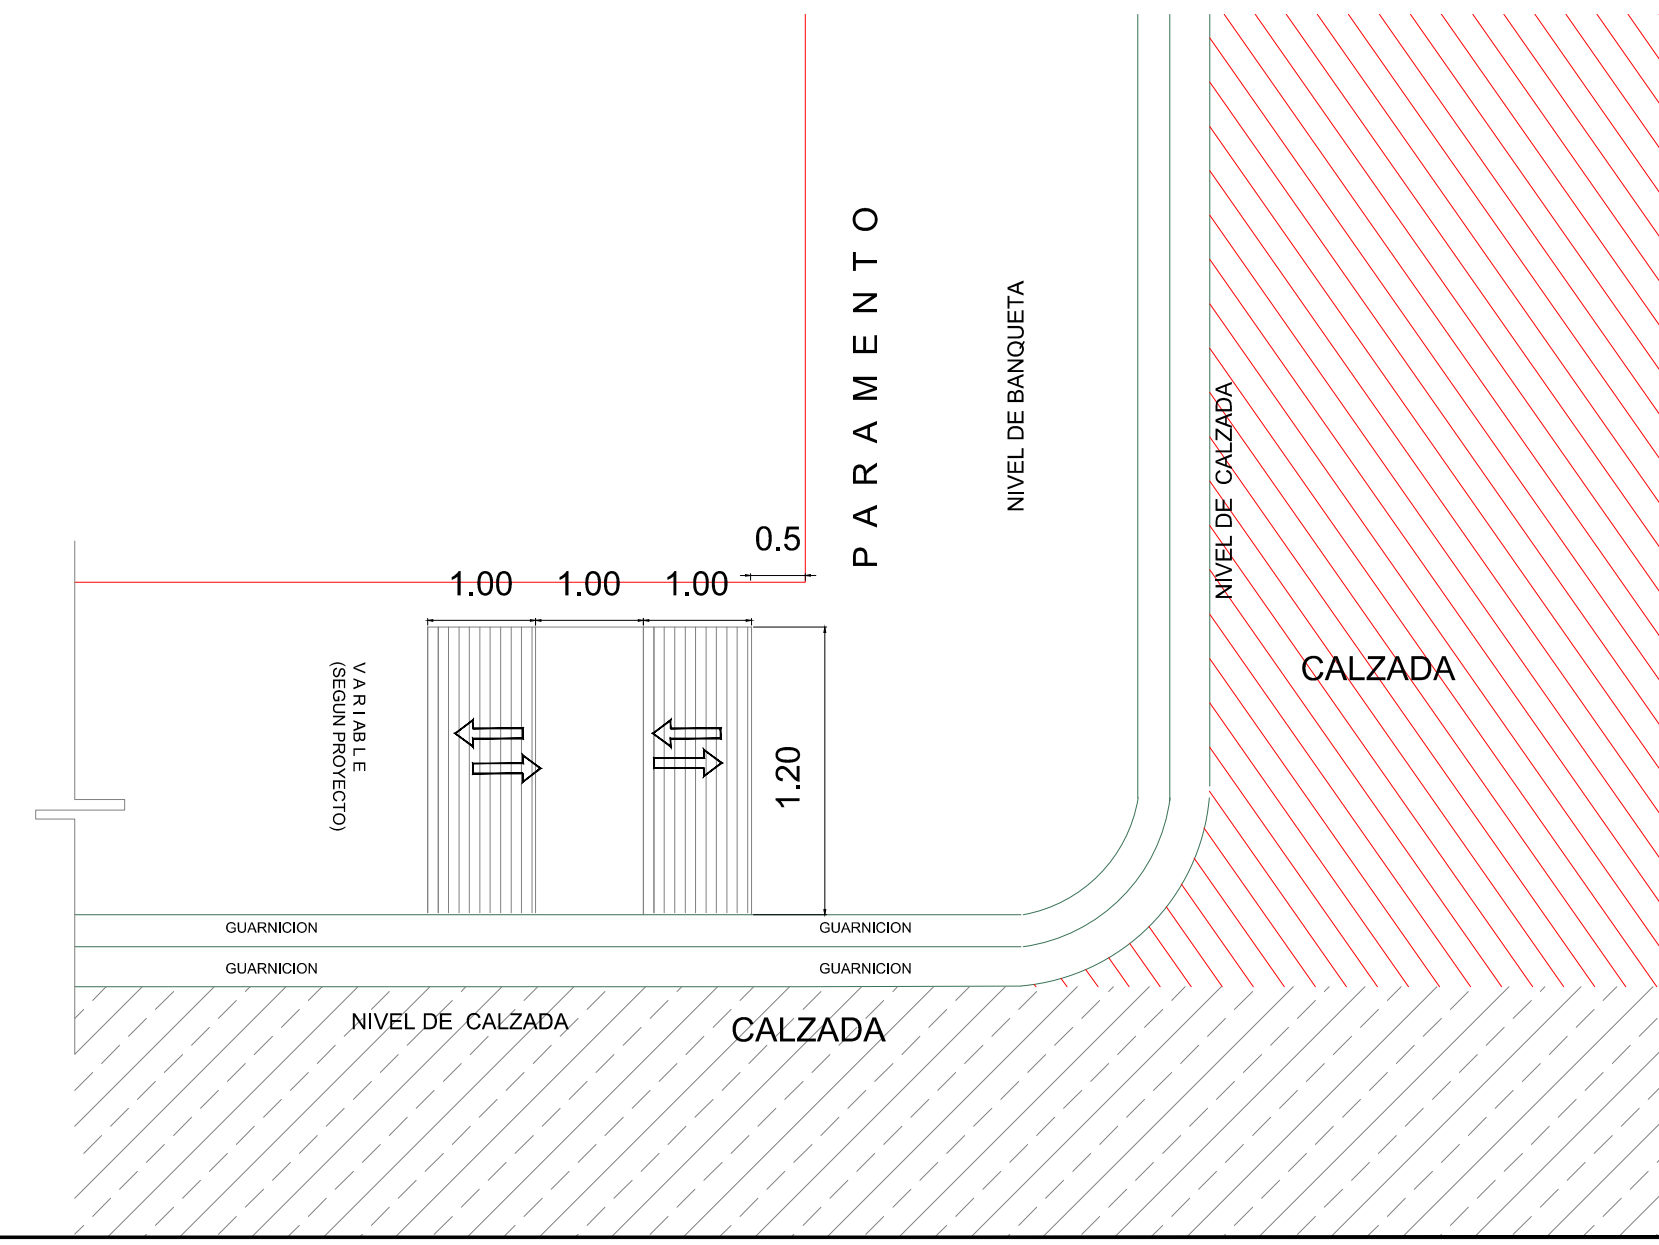 PARAMENTO
NIVEL DE BANQUETA
NIVEL DE CALZADA
0.5
1.00 1.00 1.00
VARIABLE
(SEGUN PROYECTO)
1.20
CALZADA
GUARNICION GUARNICION
GUARNICION GUARNICION
NIVEL DE CALZADA
CALZADA